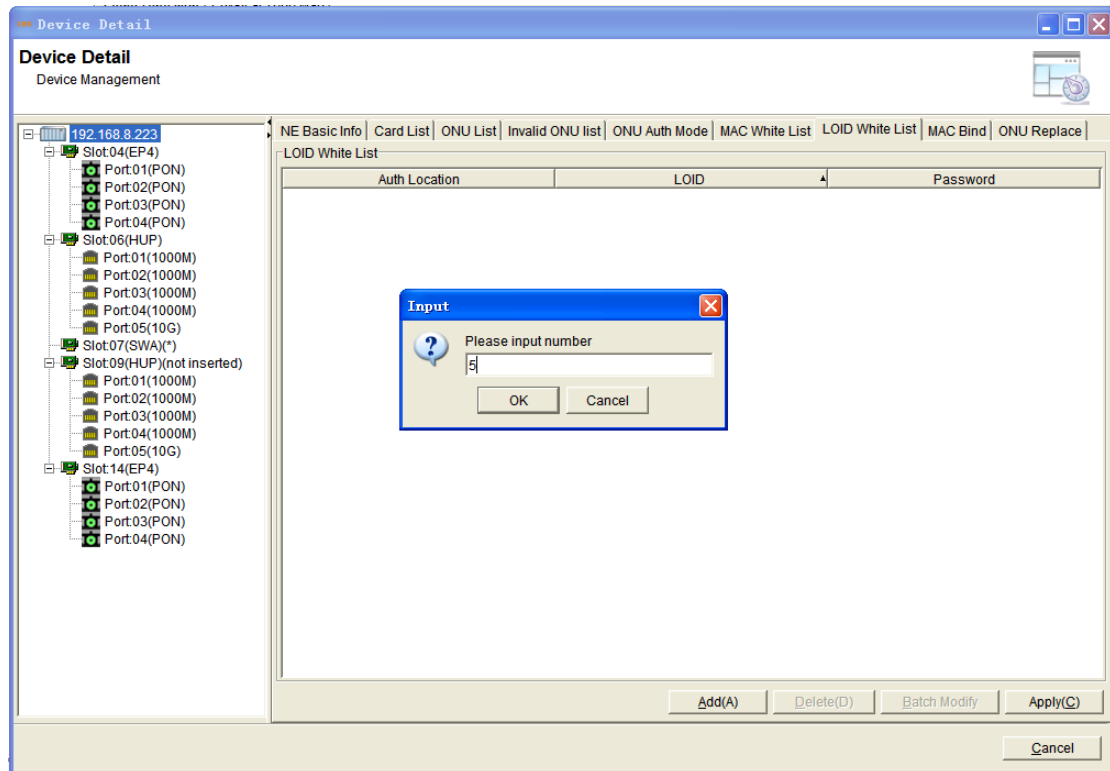 Device Detail
Device Detail
Device Management
192.168.8.223
Slot:04(EP4)
Port:01(PON)
Port:02(PON)
Port:03(PON)
Port:04(PON)
Slot:06(HUP)
Port:01(1000M)
Port:02(1000M)
Port:03(1000M)
Port:04(1000M)
Port:05(10G)
Slot:07(SWA)(*)
Slot:09(HUP)(not inserted)
Port:01(1000M)
Port:02(1000M)
Port:03(1000M)
Port:04(1000M)
Port:05(10G)
Slot:14(EP4)
Port:01(PON)
Port:02(PON)
Port:03(PON)
Port:04(PON)
NE Basic Info Card List ONU List Invalid ONU list ONU Auth Mode MAC White List LOID White List MAC Bind ONU Replace
LOID White List
Auth Location LOID Password
Input
Please input number
5
OK Cancel
Add(A) Delete(D) Batch Modify Apply(C)
Cancel